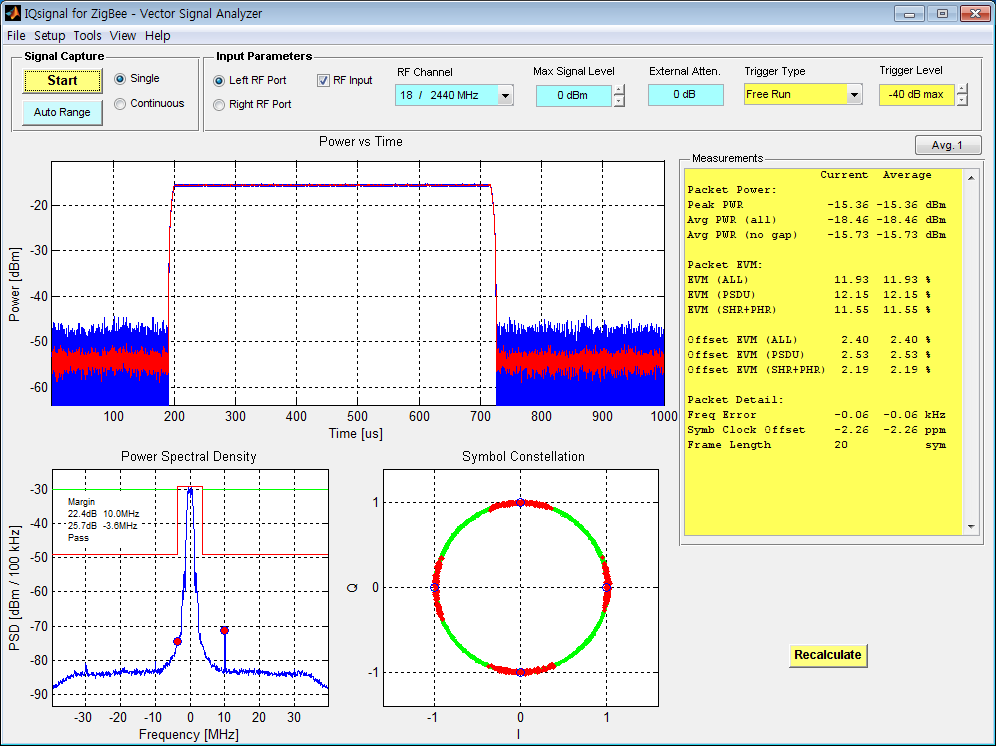 IQsignal for ZigBee - Vector Signal Analyzer
File Setup Tools View Help
Signal Capture
Start
Auto Range
Single
Continuous
Input Parameters
Left RF Port
Right RF Port
RF Input
RF Channel
18 / 2440 MHz
Max Signal Level
0 dBm
External Atten.
0 dB
Trigger Type
Free Run
Trigger Level
-40 dB max
Avg. 1
Power vs Time
Power [dBm]
-20
-30
-40
-50
-60
100 200 300 400 500 600 700 800 900 1000
Time [us]
Measurements
Current Average
Packet Power:
Peak PWR -15.36 -15.36 dBm
Avg PWR (all) -18.46 -18.46 dBm
Avg PWR (no gap) -15.73 -15.73 dBm
Packet EVM:
EVM (ALL) 11.93 11.93 %
EVM (PSDU) 12.15 12.15 %
EVM (SHR+PHR) 11.55 11.55 %
Offset EVM (ALL) 2.40 2.40 %
Offset EVM (PSDU) 2.53 2.53 %
Offset EVM (SHR+PHR) 2.19 2.19 %
Packet Detail:
Freq Error -0.06 -0.06 kHz
Symb Clock Offset -2.26 -2.26 ppm
Frame Length 20 sym
Power Spectral Density
PSD [dBm / 100 kHz]
-30
-40
-50
-60
-70
-80
-90
Margin
22.4dB 10.0MHz
25.7dB -3.6MHz
Pass
-30 -20 -10 0 10 20 30
Frequency [MHz]
Symbol Constellation
Q
1
0
-1
-1 0 1
I
Recalculate